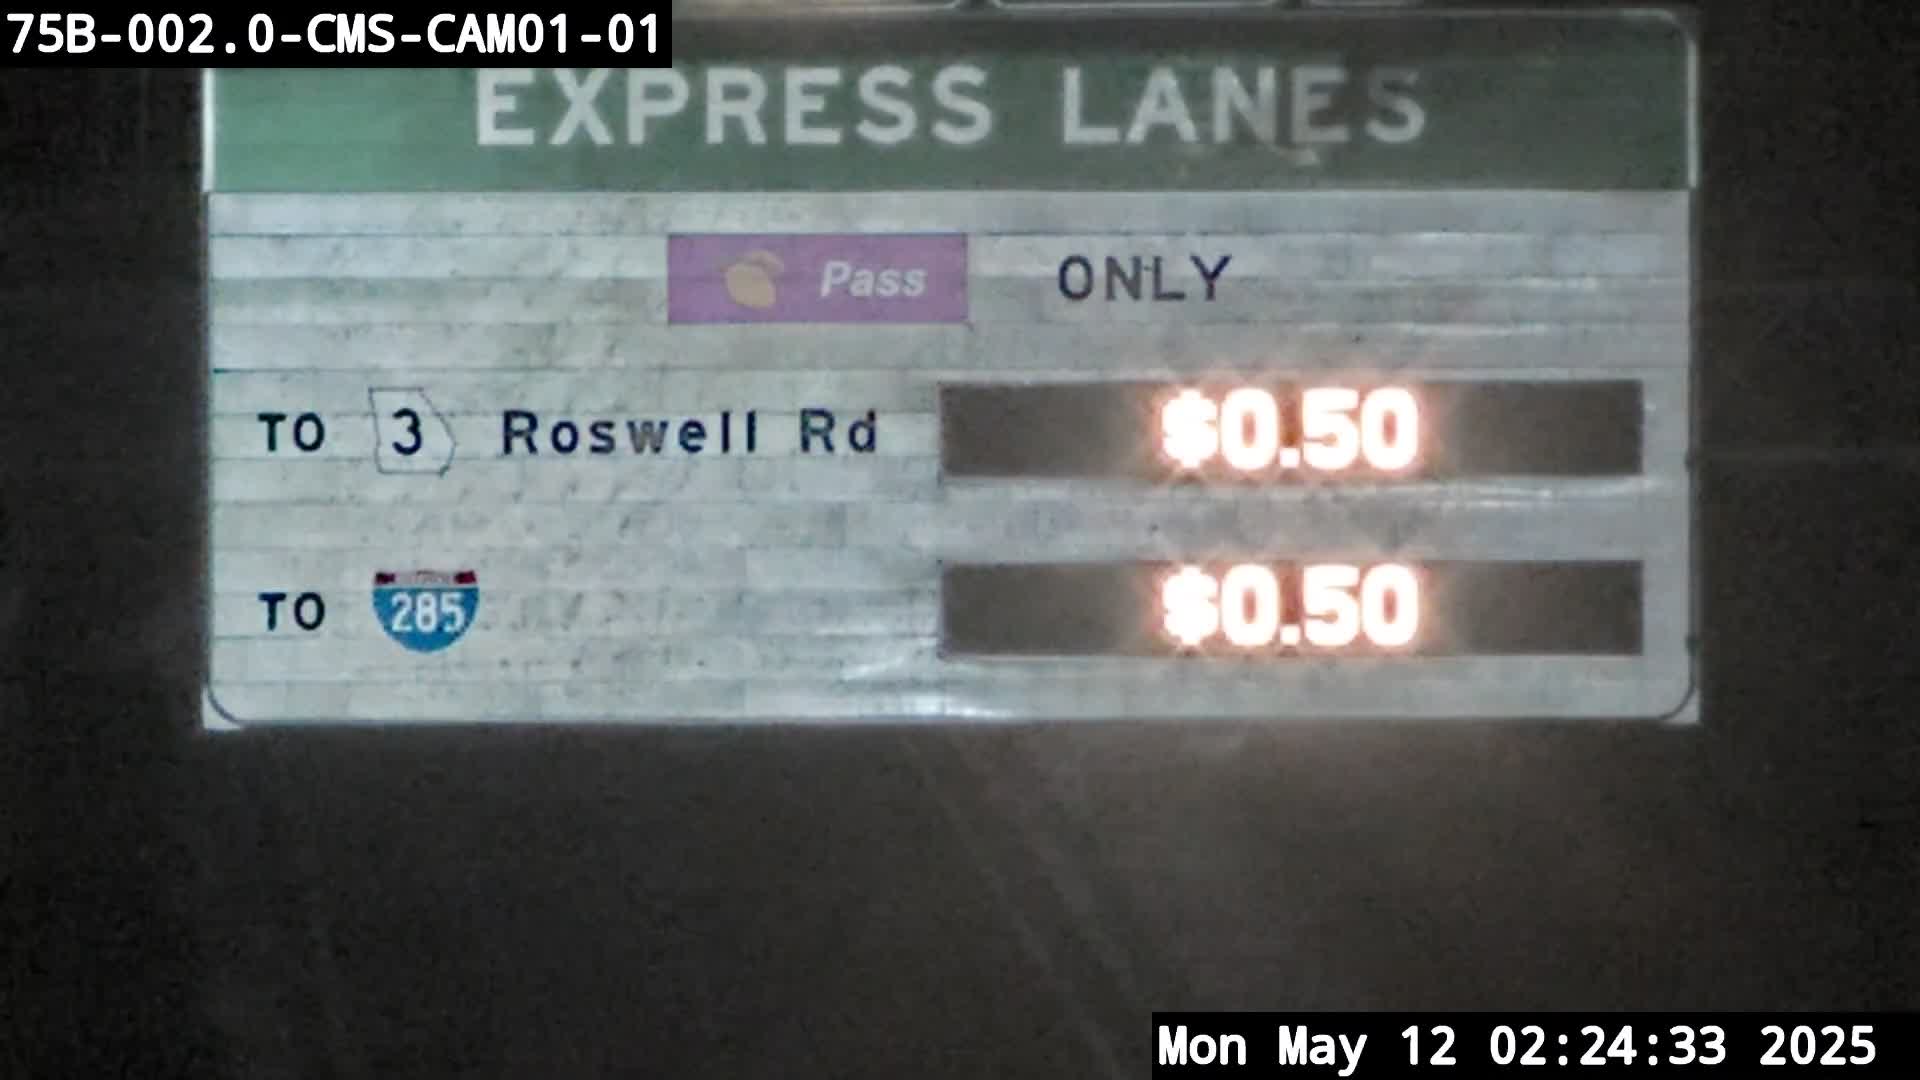 75B-002.0-CMS-CAM01-01
EXPRESS LANES
Pass ONLY
TO 3 Roswell Rd $0.50
TO 285 $0.50
Mon May 12 02:24:33 2025